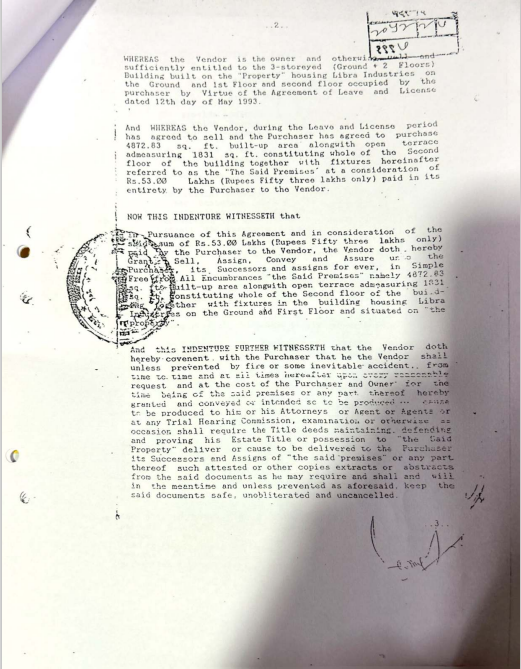 ..2..
WHEREAS the Vendor is the owner and otherwise well and
sufficiently entitled to the 3-storeyed (Ground + 2 Floors)
Building built on the "Property" housing Libra Industries on
the Ground and 1st Floor and second floor occupied by the
purchaser by Virtue of the Agreement of Leave and License
dated 12th day of May 1993.
And WHEREAS the Vendor, during the Leave and License period
has agreed to sell and the Purchaser has agreed to purchase
4872.83 sq. ft. built-up area alongwith open terrace
admeasuring 1831 sq. ft. constituting whole of the Second
floor of the building together with fixtures hereinafter
referred to as the "The Said Premises" at a consideration of
Rs.53.00 Lakhs (Rupees Fifty three lakhs only) paid in its
entirety by the Purchaser to the Vendor.
NOW THIS INDENTURE WITNESSETH that
In Pursuance of this Agreement and in consideration of the
said sum of Rs.53.00 Lakhs (Rupees Fifty three lakhs only)
paid by the Purchaser to the Vendor, the Vendor doth hereby
Grant, Sell, Assign, Convey and Assure the
Purchaser, its Successors and assigns for ever, in Simple
Free from All Encumbrances "the Said Premises" namely 4872.83
sq. ft. built-up area alongwith open terrace admeasuring 1831
sq. ft. constituting whole of the Second floor of the build-
ing together with fixtures in the building housing Libra
Industries on the Ground and First Floor and situated on "the
property".
And this INDENTURE FURTHER WITNESSETH that the Vendor doth
hereby covenent with the Purchaser that he the Vendor shall
unless prevented by fire or some inevitable accident, from
time to time and at all times hereafter upon every reasonable
request and at the cost of the Purchaser and Owner for the
time being of the said premises or any part thereof hereby
granted and conveyed or intended so to be produced cause
to be produced to him or his Attorneys or Agent or Agents or
at any Trial Hearing Commission, examination or otherwise as
occasion shall require the Title deeds maintaining, defending
and proving his Estate Title or possession to "the Said
Property" deliver or cause to be delivered to the Purchaser
its Successors and Assigns of "the said premises" or any part
thereof such attested or other copies extracts or abstracts
from the said documents as he may require and shall and will
in the meantime and unless prevented as aforesaid, keep the
said documents safe, unobliterated and uncancelled.
.3.